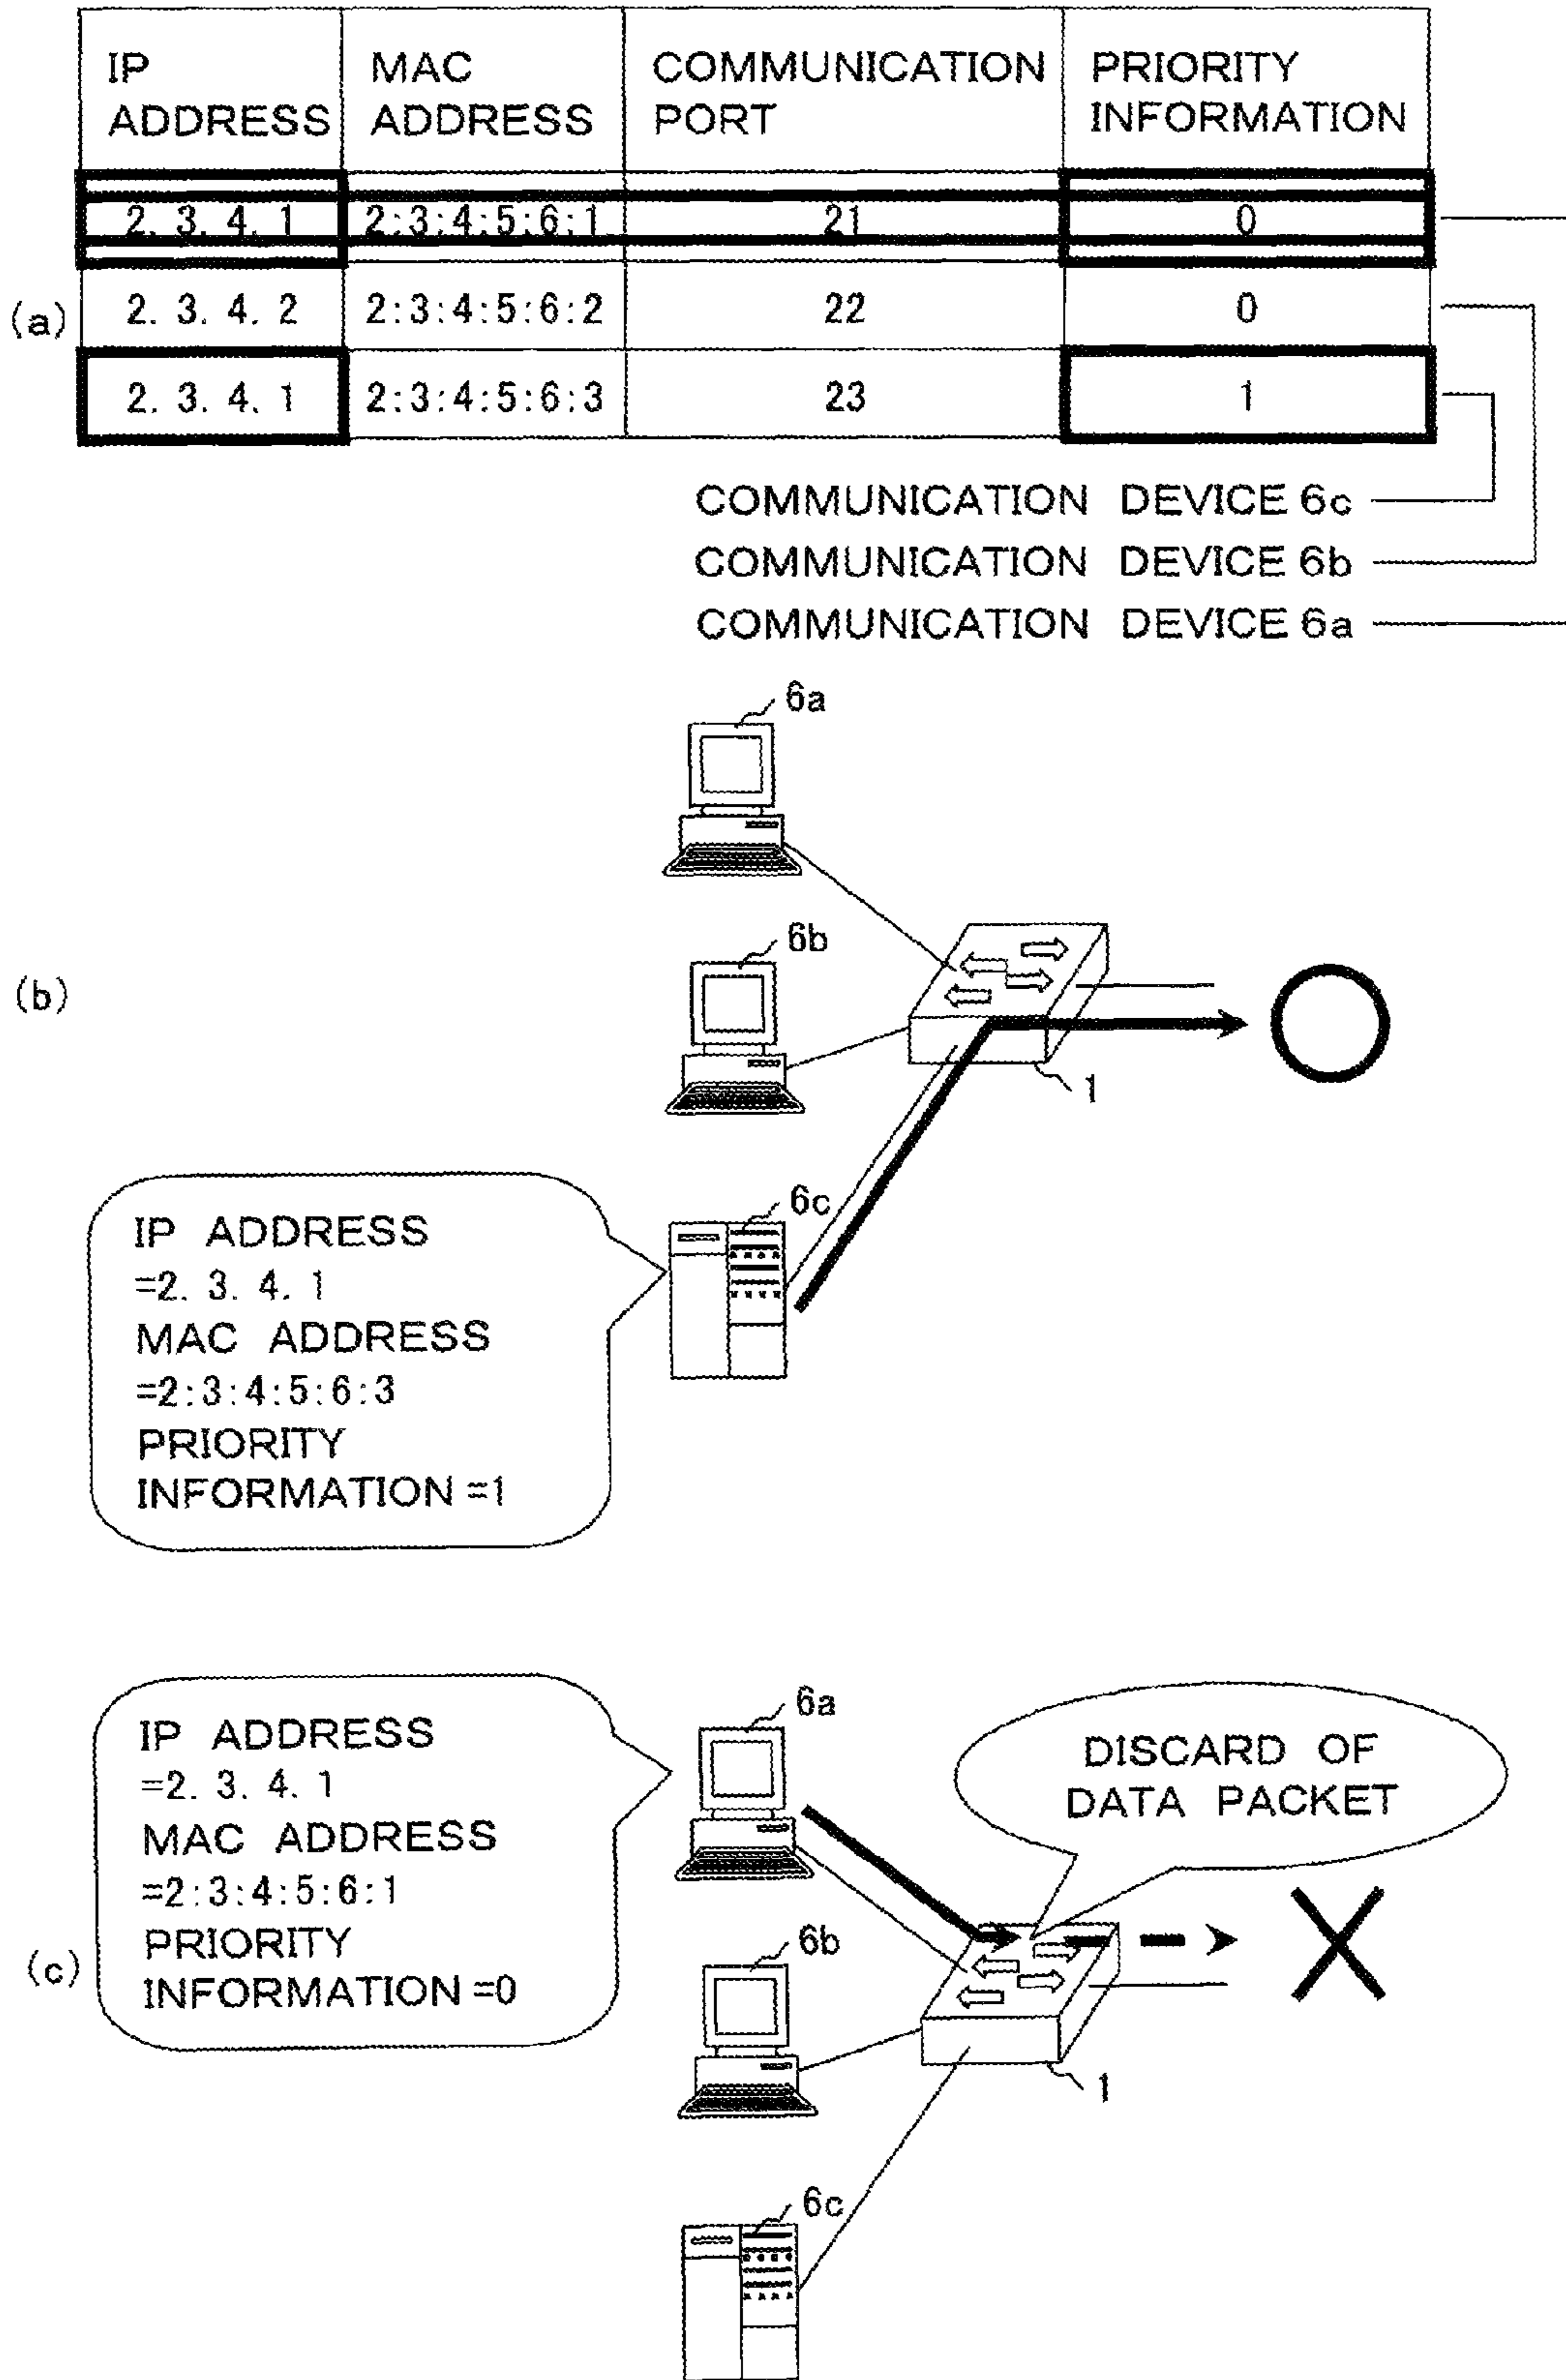 IP ADDRESS MAC ADDRESS COMMUNICATION PORT PRIORITY INFORMATION
2. 3. 4. 1 2:3:4:5:6:1 21 0
(a) 2. 3. 4. 2 2:3:4:5:6:2 22 0
2. 3. 4. 1 2:3:4:5:6:3 23 1
COMMUNICATION DEVICE 6c
COMMUNICATION DEVICE 6b
COMMUNICATION DEVICE 6a
6a
6b
(b)
1
6c
IP ADDRESS
=2. 3. 4. 1
MAC ADDRESS
=2:3:4:5:6:3
PRIORITY
INFORMATION =1
6a
IP ADDRESS
=2. 3. 4. 1
MAC ADDRESS
=2:3:4:5:6:1
PRIORITY
INFORMATION =0
DISCARD OF
DATA PACKET
(c)
6b
1
6c